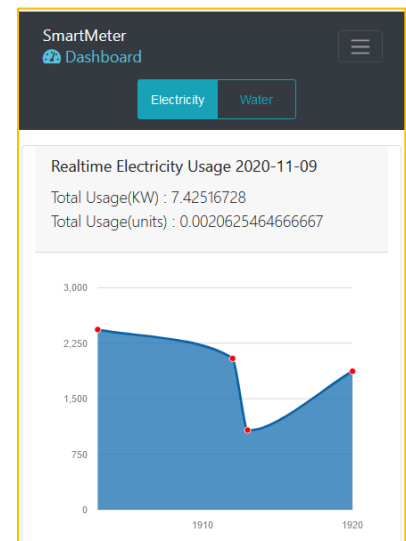 SmartMeter
Dashboard
Electricity Water
Realtime Electricity Usage 2020-11-09
Total Usage(KW) : 7.42516728
Total Usage(units) : 0.0020625464666667
3,000
2,250
1,500
750
0
1910 1920